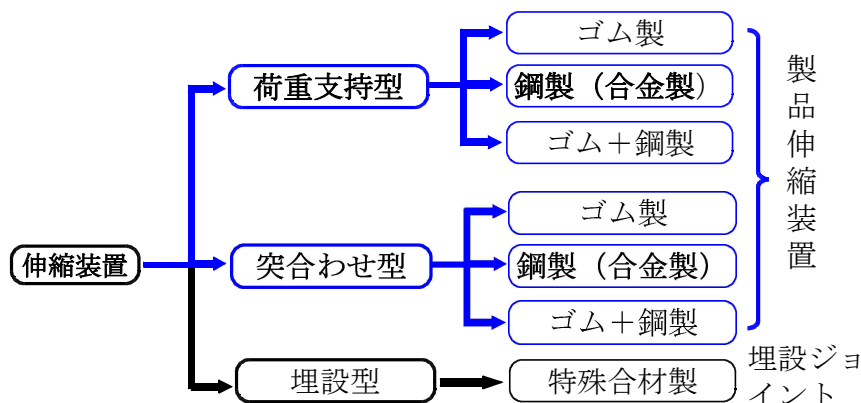 伸縮装置
荷重支持型
ゴム製
鋼製（合金製）
ゴム＋鋼製
突合わせ型
ゴム製
鋼製（合金製）
ゴム＋鋼製
製品伸縮装置
埋設型
特殊合材製
埋設ジョ
イント